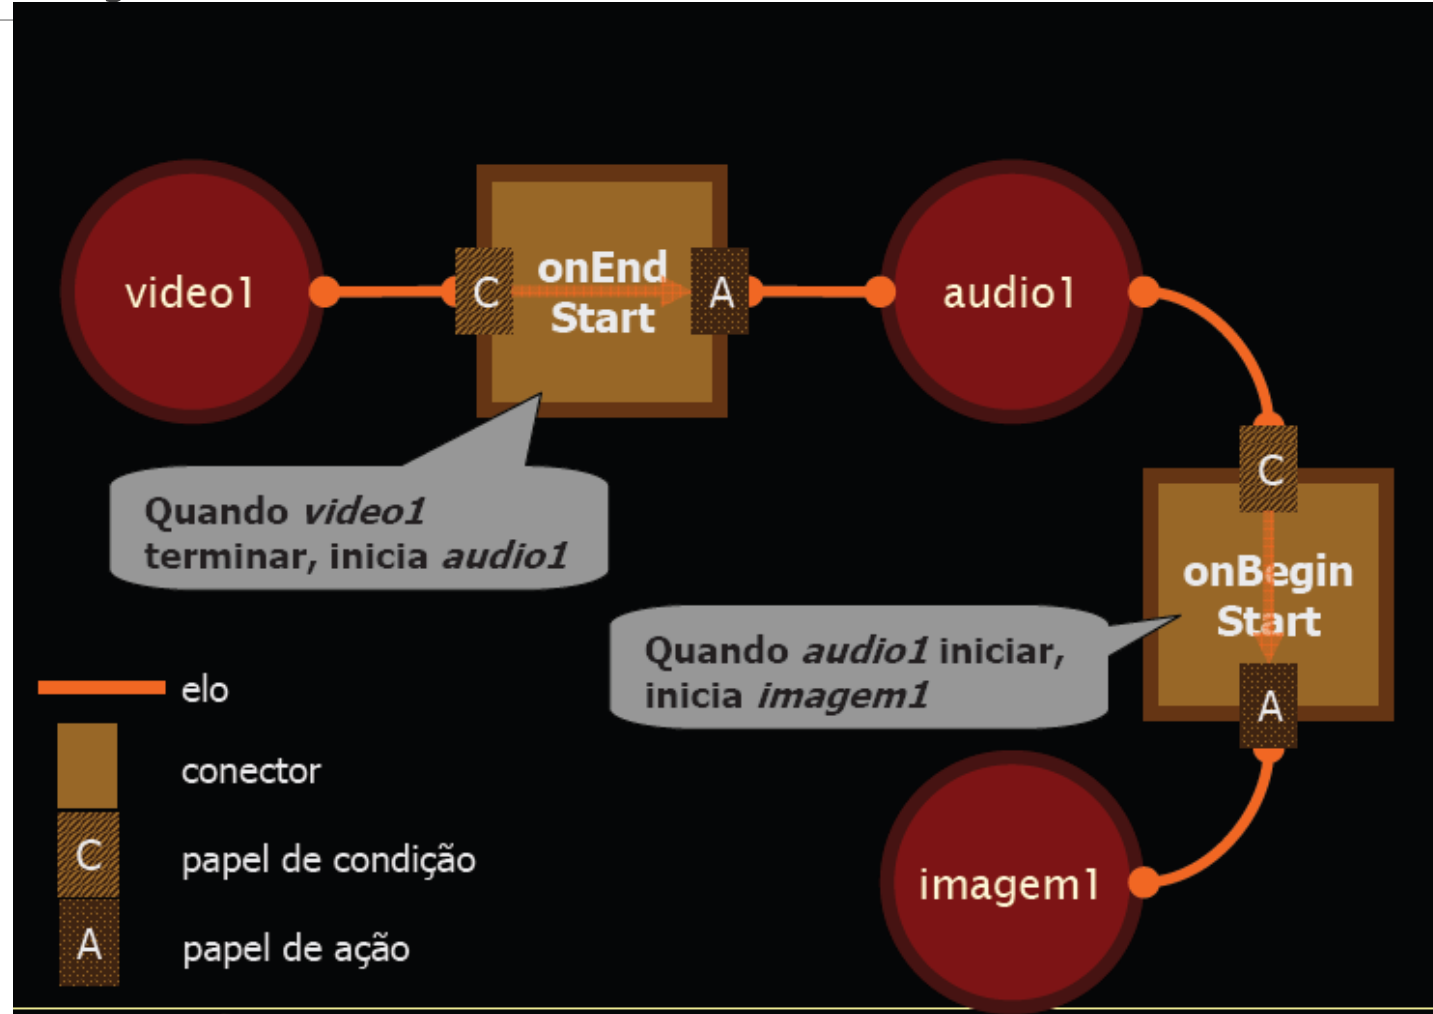 video1
C
onEnd
Start
A
audio1
Quando video1
terminar, inicia audio1
C
onBegin
Start
A
Quando audio1 iniciar,
inicia imagem1
imagem1
elo
conector
C
papel de condição
A
papel de ação